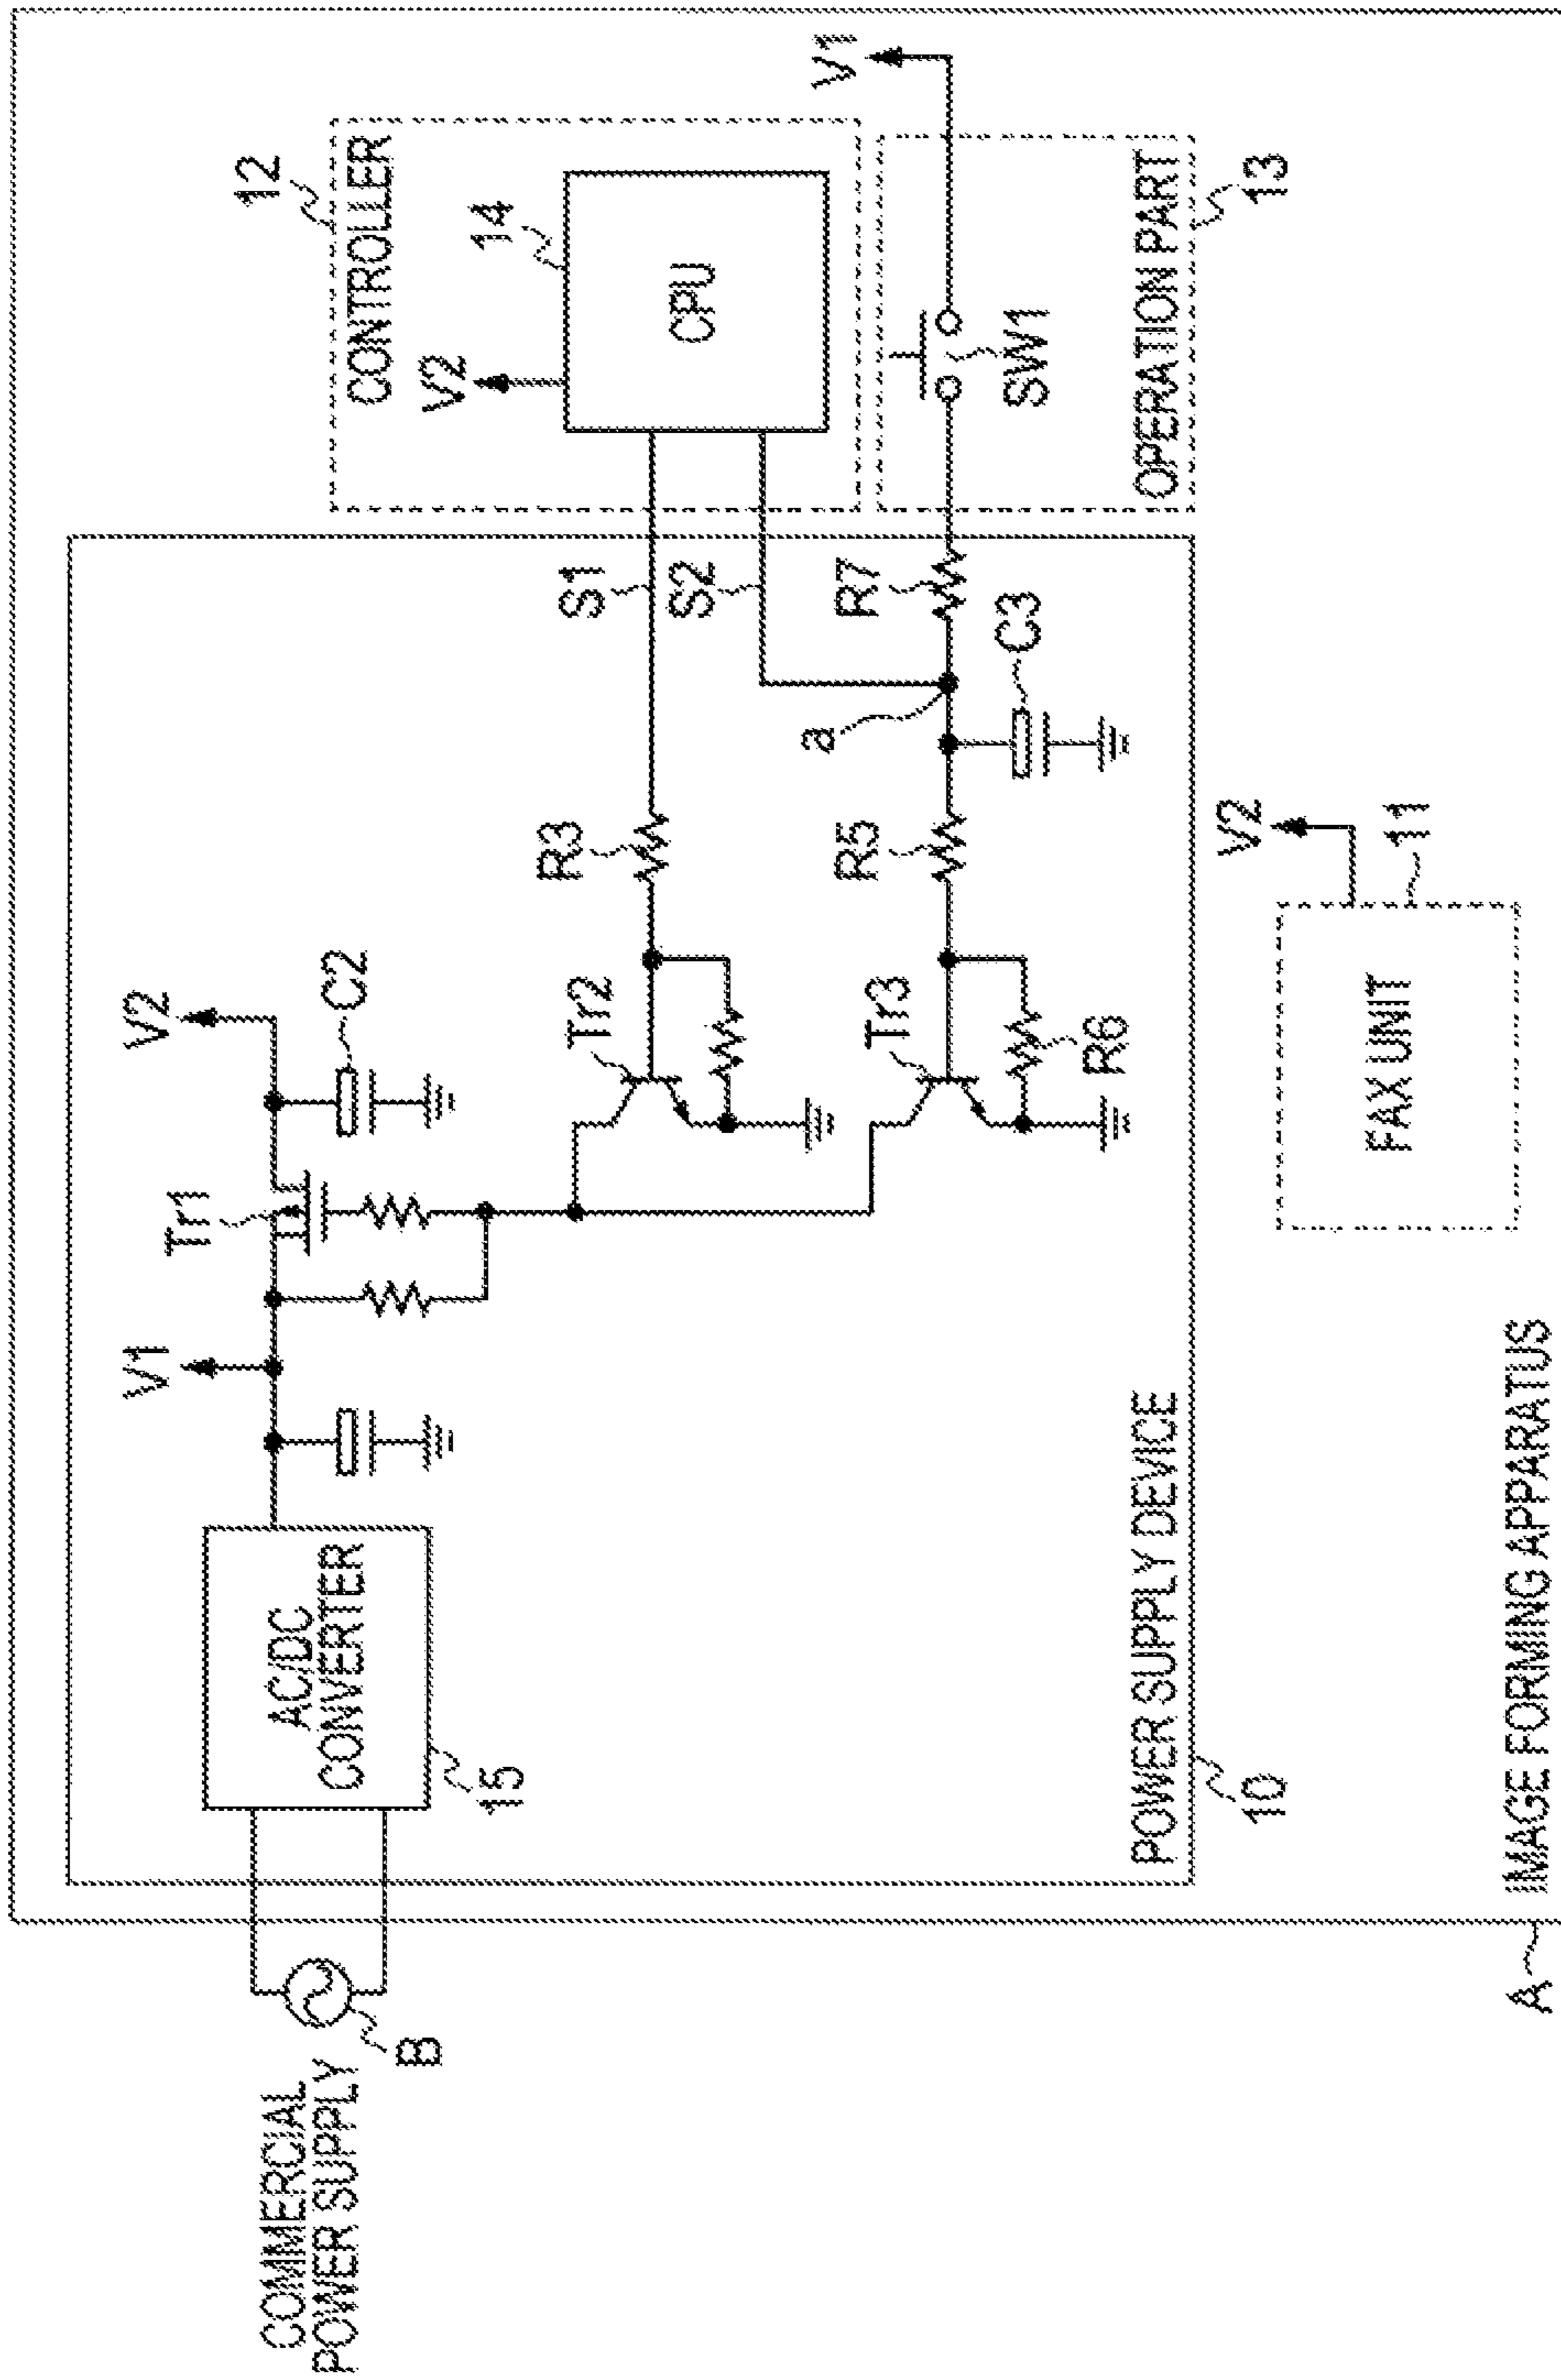 COMMERCIAL
POWER SUPPLY
B
A
IMAGE FORMING APPARATUS
POWER SUPPLY DEVICE
10
AC/DC
CONVERTER
15
V1
Tr1
V2
C2
Tr2
R3
S1
S2
Tr3
R6
R5
a
C3
R7
12
CONTROLLER
V2
14
CPU
V1
SW1
OPERATION PART
13
FAX UNIT
11
V2